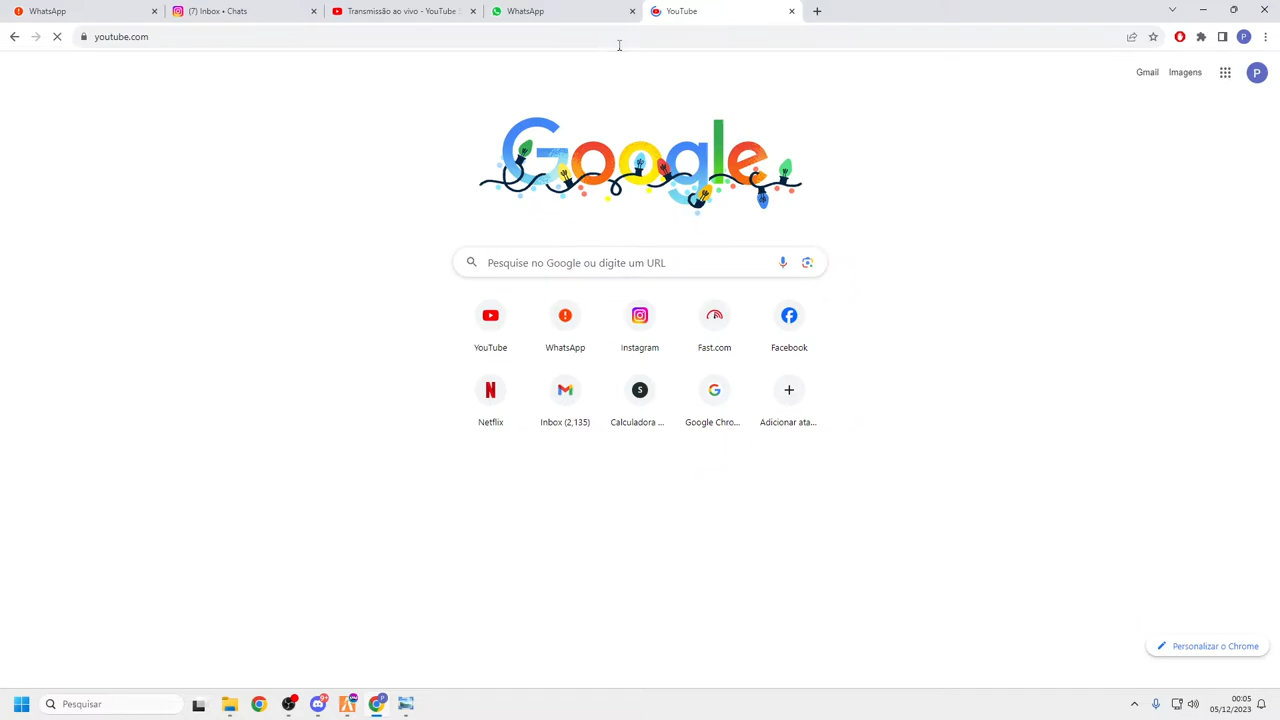 WhatsApp
(7) Inbox • Chats
Transmissão ao vivo - YouTube S
WhatsApp
YouTube
youtube.com
P
Gmail
Imagens
P
Google
Pesquise no Google ou digite um URL
YouTube
WhatsApp
Instagram
Fast.com
Facebook
N
S
G
Netflix
Inbox (2,135)
Calculadora ...
Google Chro...
Adicionar ata...
Personalizar o Chrome
Pesquisar
00:05
05/12/2023